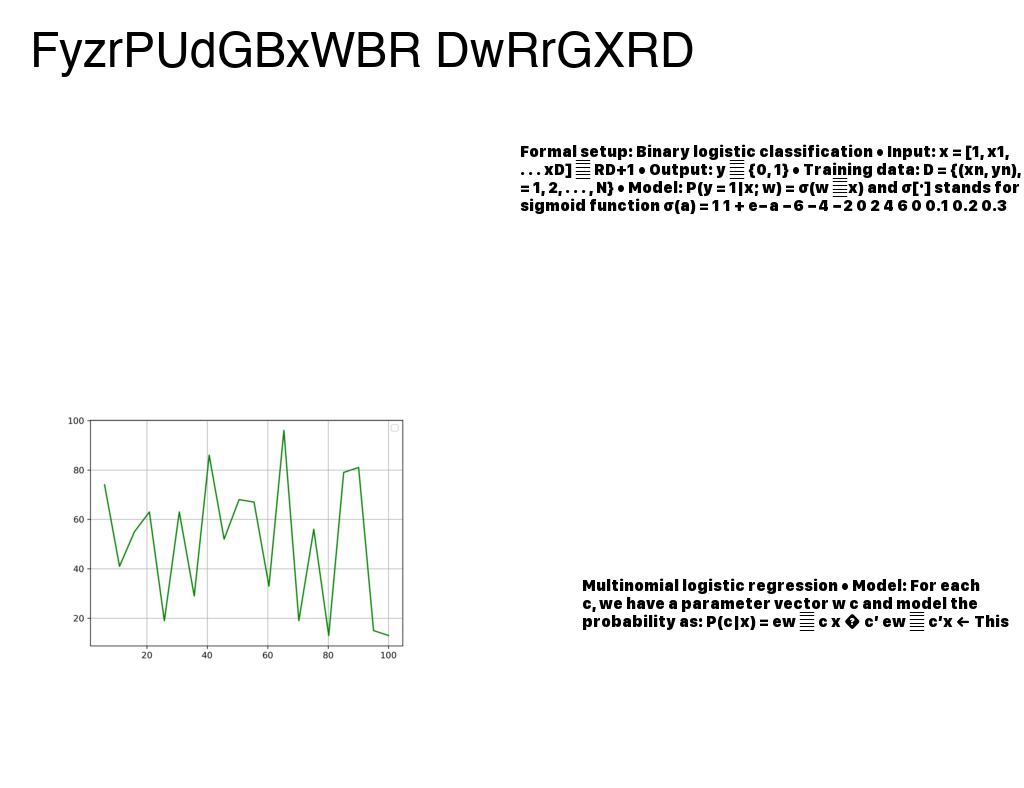 FyzrPUdGBxWBR DwRrGXRD
Formal setup: Binary logistic classification • Input: x = [1, x1,
. . . xD] RD+1 • Output: y {0, 1} • Training data: D = {(xn, yn),
= 1, 2, . . . , N} • Model: P(y = 1|x; w) = σ(w x) and σ[·] stands for
sigmoid function σ(a) = 1 1 + e−a −6 −4 −2 0 2 4 6 0 0.1 0.2 0.3
100
80
60
40
20
20 40 60 80 100
Multinomial logistic regression • Model: For each
c, we have a parameter vector w c and model the
probability as: P(c|x) = ew c x � c′ ew c′x ← This